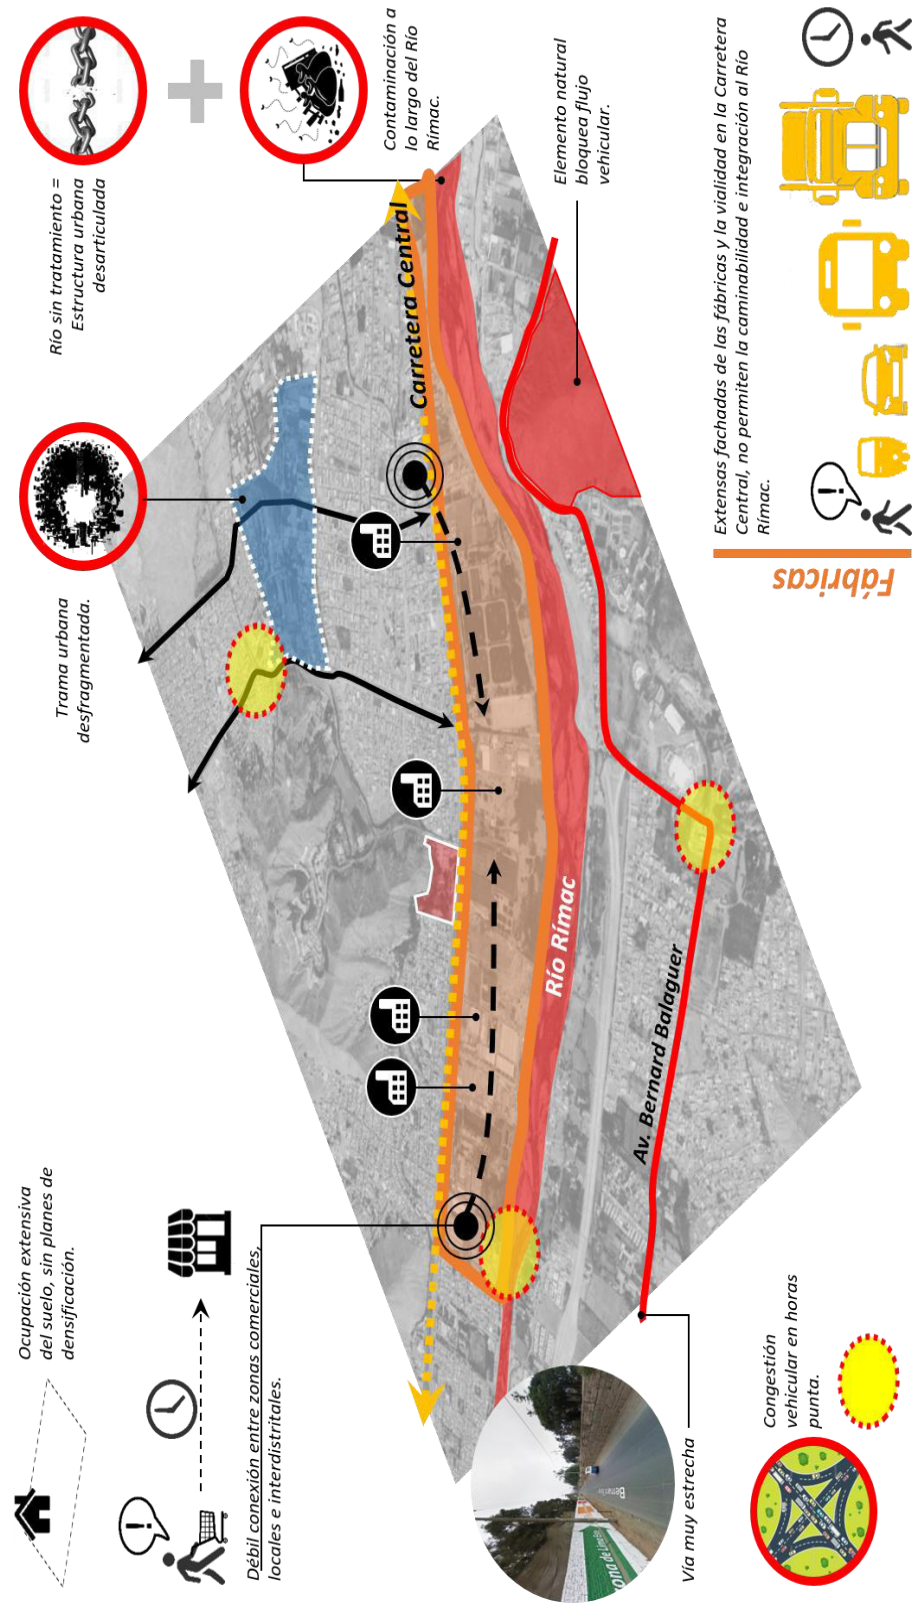 Ocupación extensiva
del suelo, sin planes de
densificación.
Débil conexión entre zonas comerciales,
locales e interdistritales.
Trama urbana
desfragmentada.
Río sin tratamiento =
Estructura urbana
desarticulada
Contaminación a
lo largo del Río
Rímac.
Carretera Central
Elemento natural
bloquea flujo
vehicular.
Río Rímac
Av. Bernard Balaguer
Vía muy estrecha
Congestión
vehicular en horas
punta.
Fábricas
Extensas fachadas de las fábricas y la vialidad en la Carretera
Central, no permiten la caminabilidad e integración al Río
Rímac.